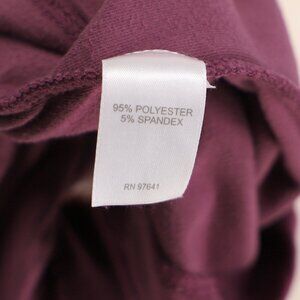 95% POLYESTER
5% SPANDEX
RN 97641